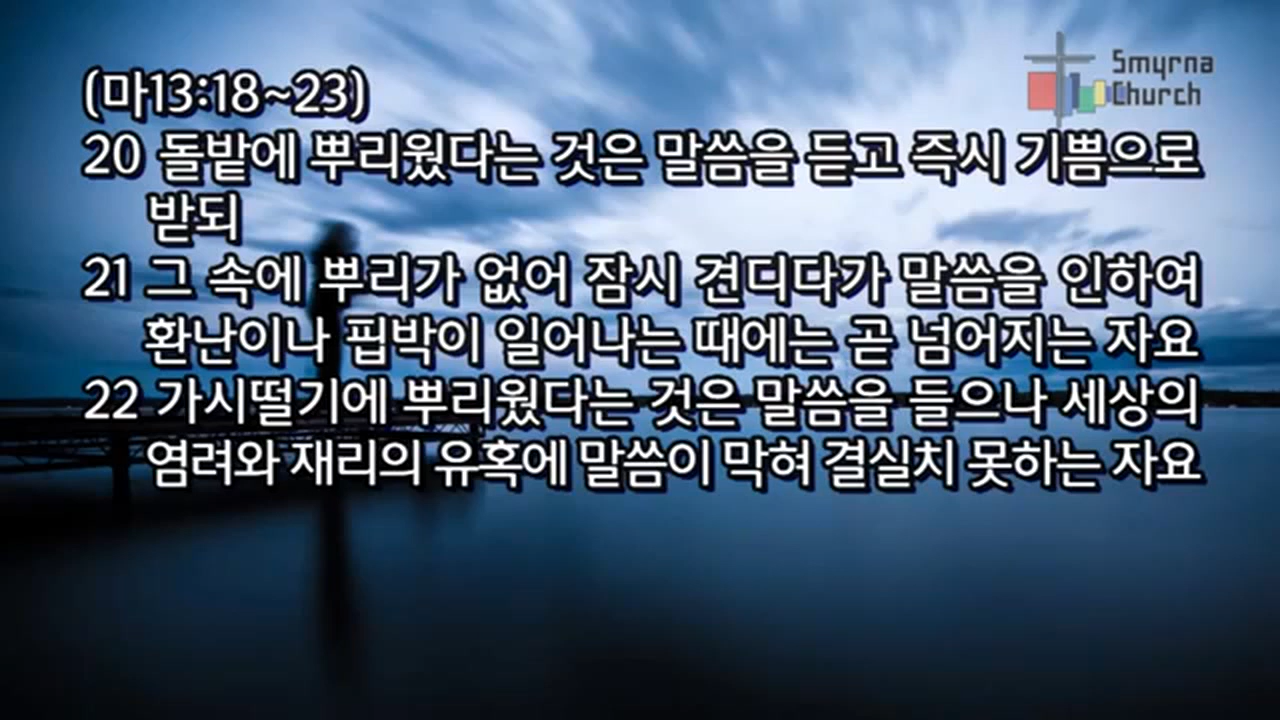 Smyrna
Church
(마13:18~23)
20 돌밭에 뿌리웠다는 것은 말씀을 듣고 즉시 기쁨으로
받되
21 그 속에 뿌리가 없어 잠시 견디다가 말씀을 인하여
환난이나 핍박이 일어나는 때에는 곧 넘어지는 자요
22 가시떨기에 뿌리웠다는 것은 말씀을 들으나 세상의
염려와 재리의 유혹에 말씀이 막혀 결실치 못하는 자요